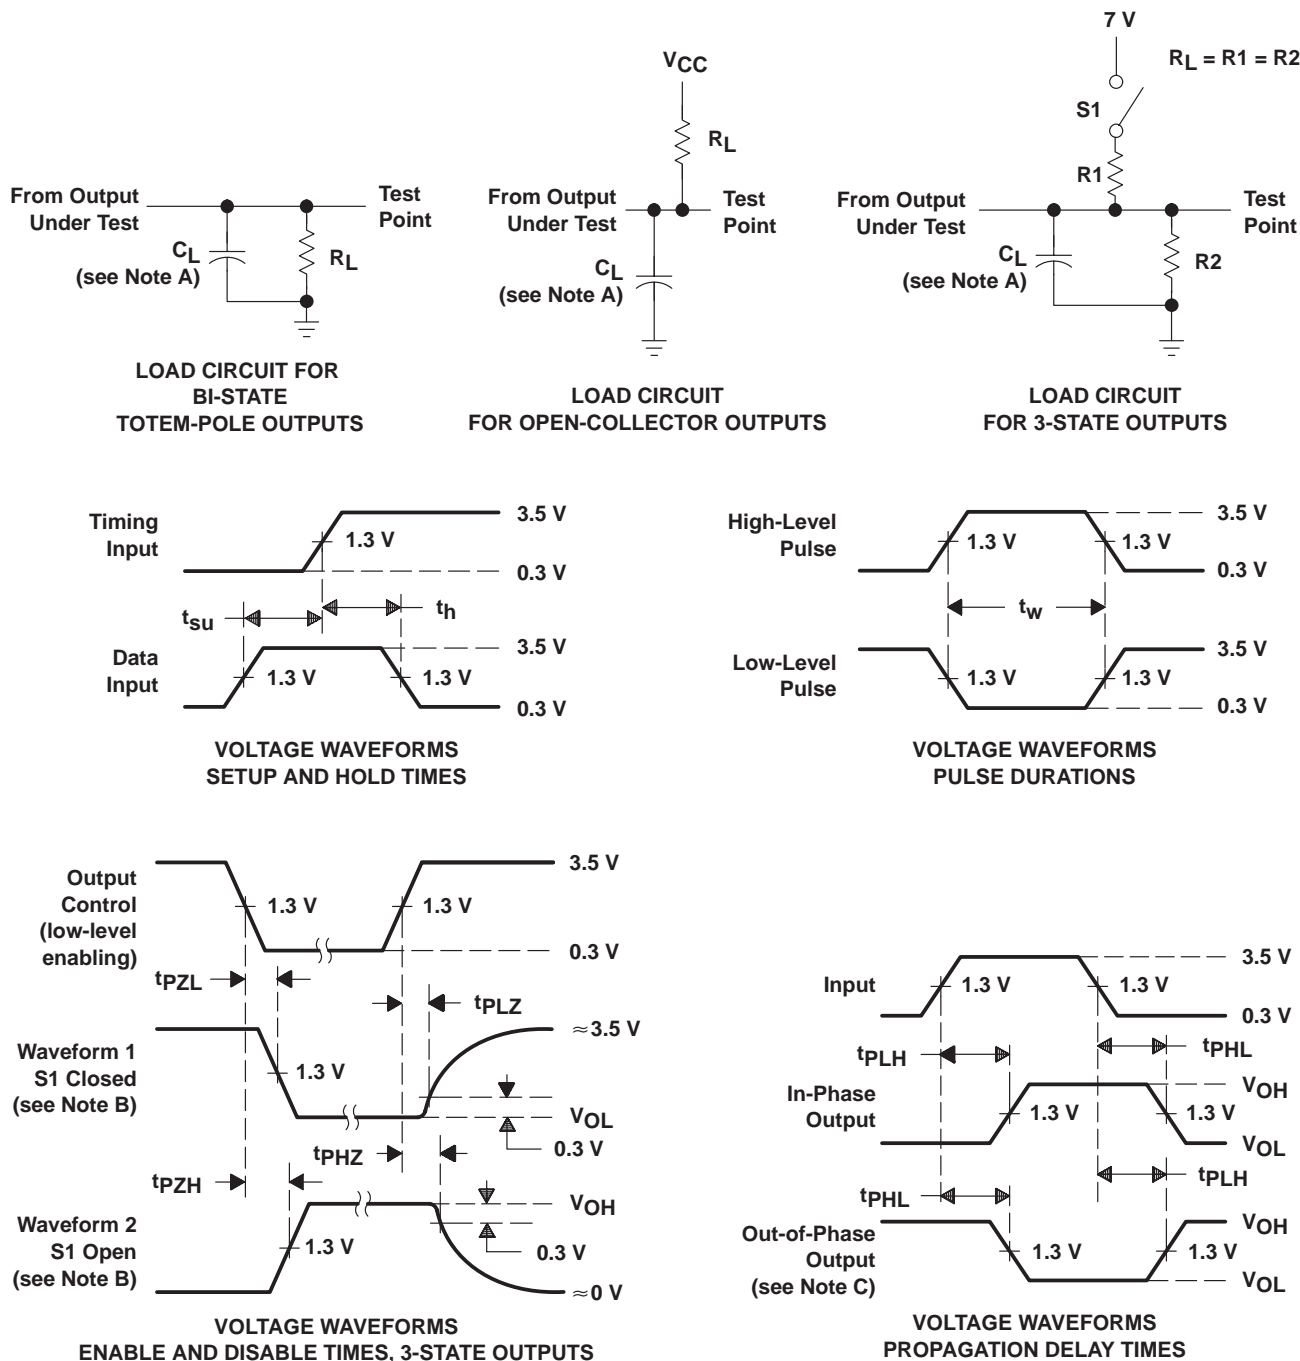 From Output
Under Test
Test
Point
CL
(see Note A)
RL
LOAD CIRCUIT FOR
BI-STATE
TOTEM-POLE OUTPUTS
VCC
RL
From Output
Under Test
Test
Point
CL
(see Note A)
LOAD CIRCUIT
FOR OPEN-COLLECTOR OUTPUTS
7 V
RL = R1 = R2
S1
R1
From Output
Under Test
Test
Point
CL
(see Note A)
R2
LOAD CIRCUIT
FOR 3-STATE OUTPUTS
Timing
Input
3.5 V
1.3 V
0.3 V
tsu
th
Data
Input
3.5 V
1.3 V
1.3 V
0.3 V
VOLTAGE WAVEFORMS
SETUP AND HOLD TIMES
High-Level
Pulse
3.5 V
1.3 V
1.3 V
0.3 V
tw
Low-Level
Pulse
3.5 V
1.3 V
1.3 V
0.3 V
VOLTAGE WAVEFORMS
PULSE DURATIONS
Output
Control
(low-level
enabling)
3.5 V
1.3 V
1.3 V
0.3 V
tPZL
tPLZ
Waveform 1
S1 Closed
(see Note B)
≈3.5 V
1.3 V
VOL
0.3 V
tPHZ
tPZH
Waveform 2
S1 Open
(see Note B)
VOH
1.3 V
0.3 V
≈0 V
VOLTAGE WAVEFORMS
ENABLE AND DISABLE TIMES, 3-STATE OUTPUTS
Input
3.5 V
1.3 V
1.3 V
0.3 V
tPLH
tPHL
In-Phase
Output
VOH
1.3 V
1.3 V
VOL
tPHL
tPLH
Out-of-Phase
Output
(see Note C)
VOH
1.3 V
1.3 V
VOL
VOLTAGE WAVEFORMS
PROPAGATION DELAY TIMES